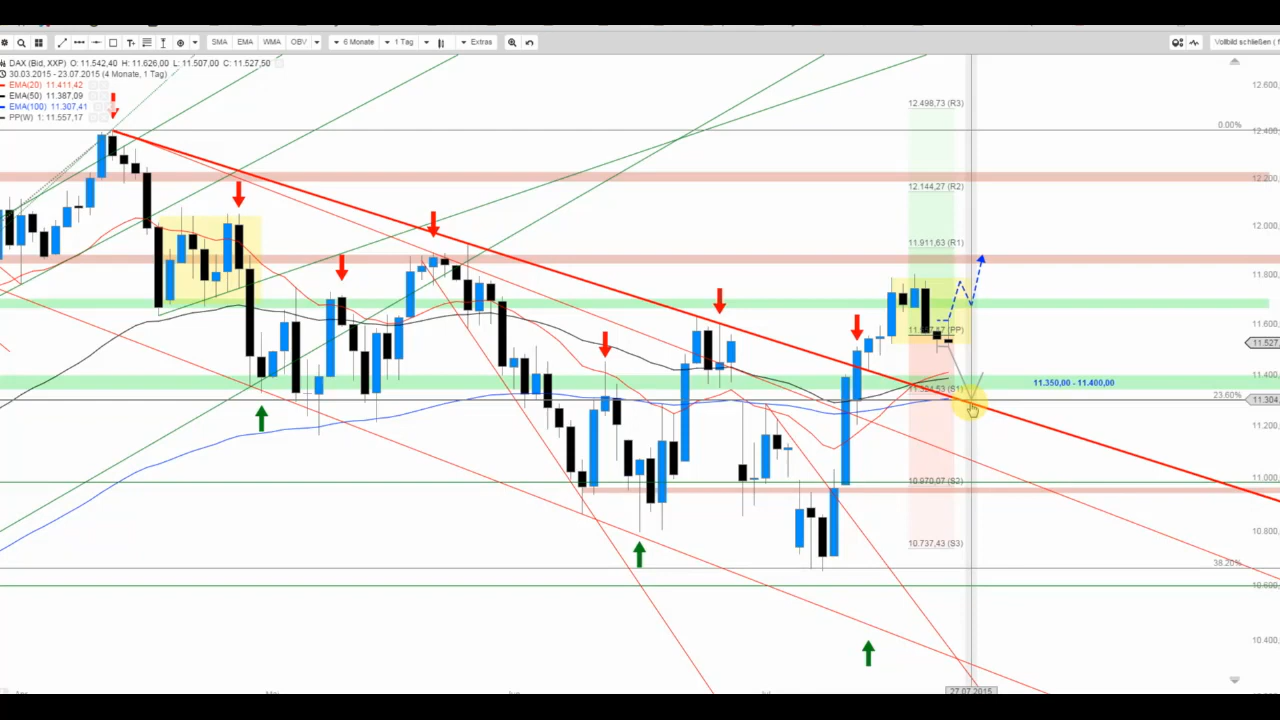 SMA EMA WMA OBV 6 Monate 1 Tag Extras Vollbild schließen (
DAX (Bid, XXP) O: 11.542,40 H: 11.626,00 L: 11.507,00 C: 11.527,50
30.03.2015 - 23.07.2015 (4 Monate, 1 Tag)
EMA(20) 11.411,42
EMA(50) 11.387,09
EMA(100) 11.307,41
PP(W) 1: 11.557,17
12.600,
12.498,73 (R3)
0.00%
12.400,
12.200,
12.144,27 (R2)
12.000,
11.911,63 (R1)
11.800,
11.600,
11.527,
11.400,
11.350,00 - 11.400,00
23.60%
11.304,
11.200,
11.000,
10.970,07 (S2)
10.800,
10.737,43 (S3)
38.20%
10.600,
10.400,
27.07.2015